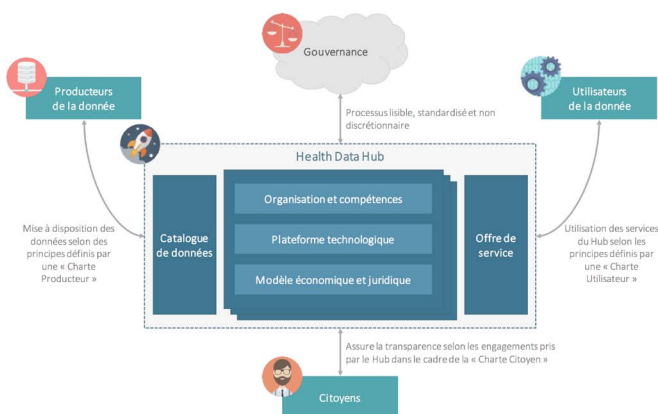 Gouvernance
Producteurs
de la donnée
Utilisateurs
de la donnée
Processus lisible, standardisé et non
discrétionnaire
Health Data Hub
Catalogue
de données
Organisation et compétences
Plateforme technologique
Modèle économique et juridique
Offre de
service
Mise à disposition des
données selon des
principes définis par
une « Charte
Producteur »
Utilisation des services
du Hub selon les
principes définis par
une « Charte
Utilisateur »
Assure la transparence selon les engagements pris
par le Hub dans le cadre de la « Charte Citoyen »
Citoyens